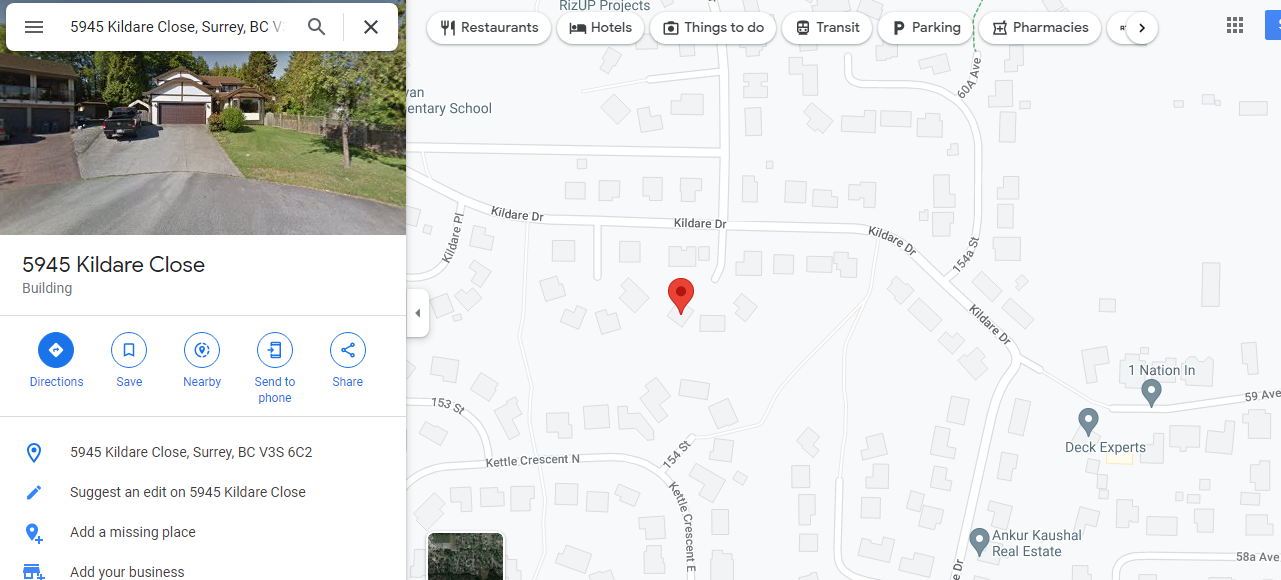 5945 Kildare Close, Surrey, BC V
5945 Kildare Close
Building
Directions
Save
Nearby
Send to
phone
Share
5945 Kildare Close, Surrey, BC V3S 6C2
Suggest an edit on 5945 Kildare Close
Add a missing place
Add your business
RizUP Projects
Restaurants
Hotels
Things to do
Transit
Parking
Pharmacies
60A Ave
van
entary School
Kildare Dr
Kildare Dr
Kildare Dr
Kildare Pl
154a St
Kildare Dr
1 Nation In
59 Ave
Deck Experts
153 St
Kettle Crescent N
154 St
Kettle Crescent E
Ankur Kaushal
Real Estate
58a Ave
Dr